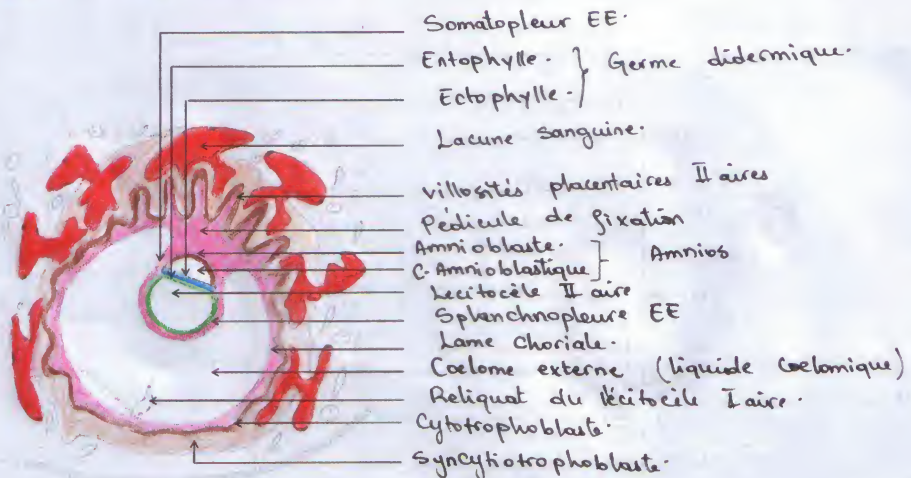 Somatopleur EE.
Entophylle. } Germe didermique.
Ectophylle.
Lacune sanguine.
villosités placentaires II aires
Pédicule de fixation
Amnioblaste. ] Amnios
C. Amnioblastique
Lecitocèle II aire
Sphanchnopleure EE
Lame choriale.
Coelome externe (liquide coelomique)
Reliquat du lécitocèle I aire.
Cytotrophoblaste.
Syncytiotrophoblaste.